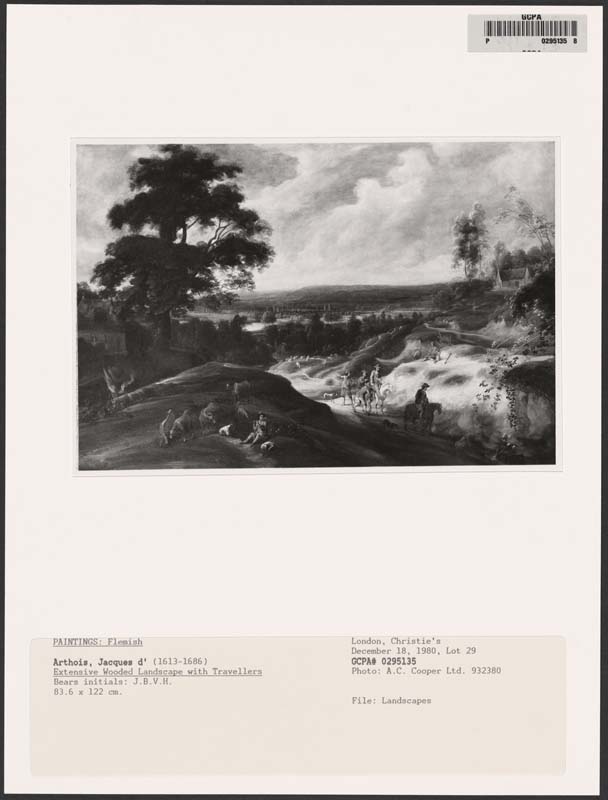 GCPA
P 0295135 8
PAINTINGS: Flemish
Arthois, Jacques d' (1613-1686)
Extensive Wooded Landscape with Travellers
Bears initials: J.B.V.H.
83.6 x 122 cm.
London, Christie's
December 18, 1980, Lot 29
GCPA# 0295135
Photo: A.C. Cooper Ltd. 932380
File: Landscapes